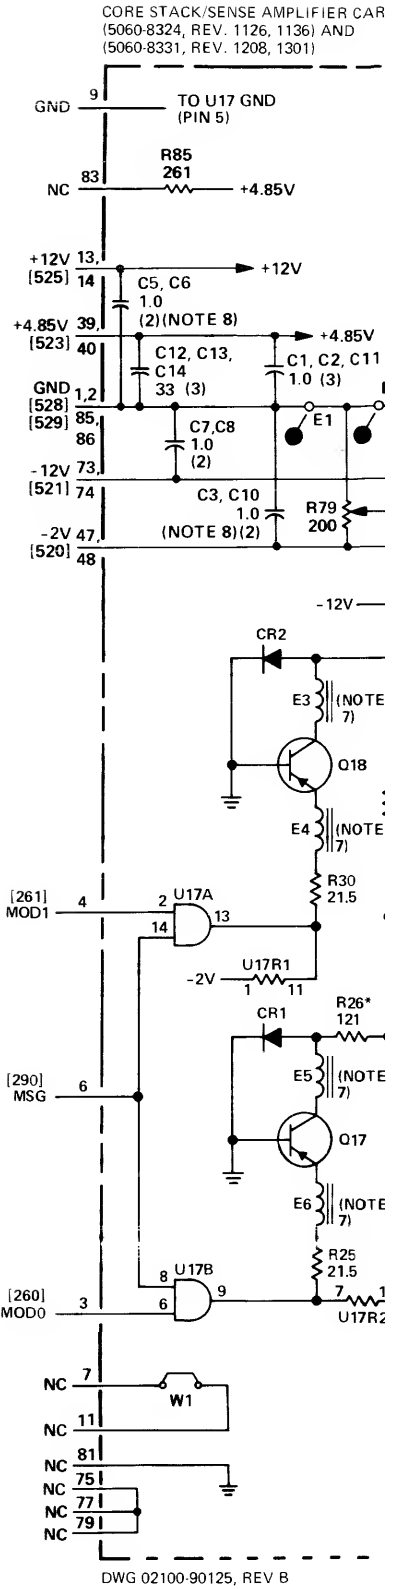 CORE STACK/SENSE AMPLIFIER CAR
(5060-8324, REV. 1126, 1136) AND
(5060-8331, REV. 1208, 1301)
GND 9 TO U17 GND
(PIN 5)
R85
261
NC 83 +4.85V
+12V 13,
[525] 14
+12V
C5, C6
1.0
(2)(NOTE 8)
+4.85V 39,
[523] 40
+4.85V
C12, C13,
C14
33 (3)
C1, C2, C11
1.0 (3)
GND 1,2
[528]
[529] 85,
86
E1
C7,C8
1.0
(2)
-12V 73,
[521] 74
C3, C10
1.0
(NOTE 8)(2)
R79
200
-2V 47,
[520] 48
-12V
CR2
E3 (NOTE
7)
Q18
E4 (NOTE
7)
R30
21.5
[261]
MOD1 4
2 U17A 13
14
U17R1
-2V 1 11
CR1
R26*
121
[290]
MSG 6
E5 (NOTE
7)
Q17
E6 (NOTE
7)
R25
21.5
U17B
8 9
6
[260]
MOD0 3
7 1
U17R2
NC 7
W1
NC 11
NC 81
NC 75
NC 77
NC 79
DWG 02100-90125, REV B